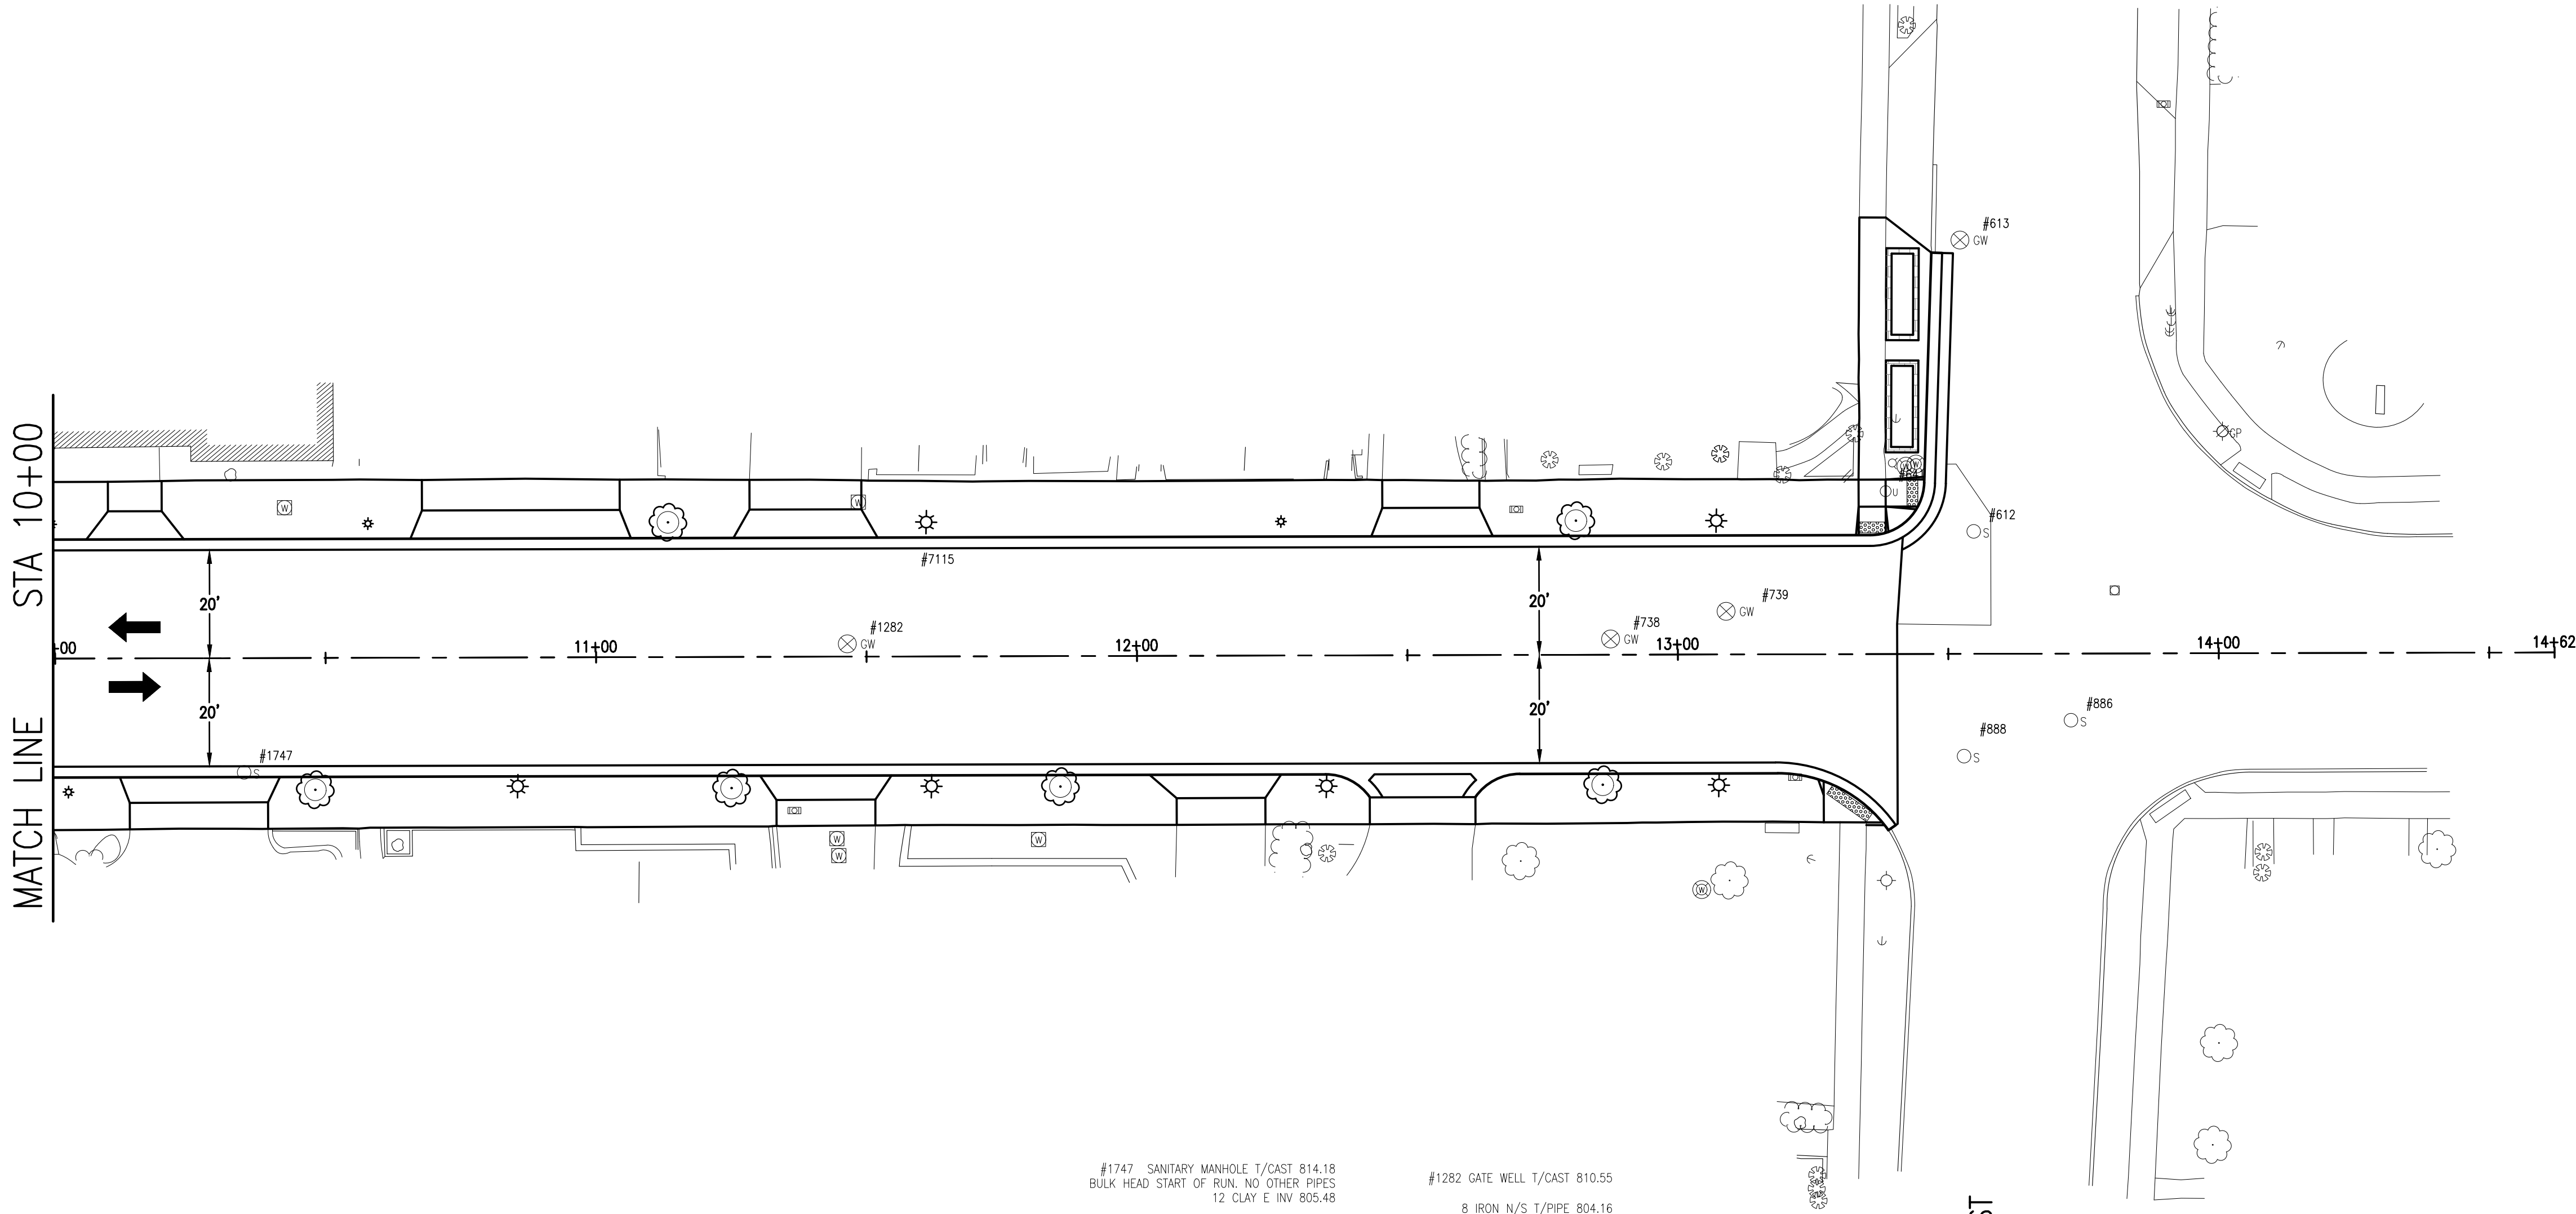 #613
GW
GP
MATCH LINE STA 10+00
W
W
W
W
U
#612
S
#7115
20'
20'
#739
GW
#1282
GW
#738
GW
+00
11+00
12+00
13+00
14+00
14+62
20'
20'
#886
S
#888
S
#1747
S
W
W
W
W
#1747 SANITARY MANHOLE T/CAST 814.18
BULK HEAD START OF RUN. NO OTHER PIPES
12 CLAY E INV 805.48
#1282 GATE WELL T/CAST 810.55
8 IRON N/S T/PIPE 804.16